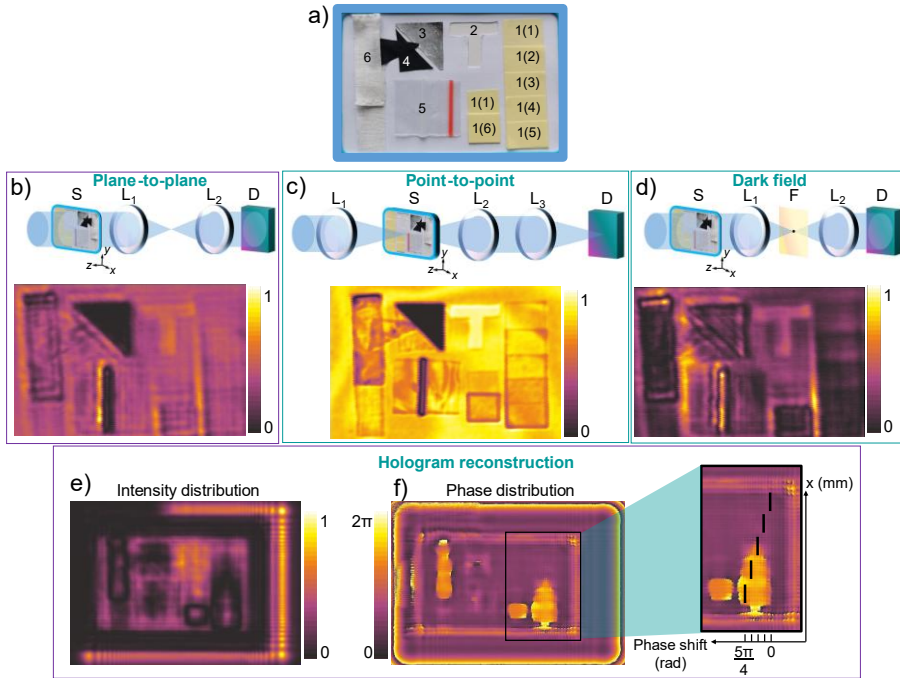 a)
3
2
1(1)
6
4
1(2)
1(3)
5
1(1)
1(4)
1(6)
1(5)
b)
Plane-to-plane
S
L1
L2
D
y
z
x
1
0
c)
Point-to-point
L1
S
L2
L3
D
y
z
x
1
0
d)
Dark field
S
L1
F
L2
D
y
z
x
1
0
Hologram reconstruction
e)
Intensity distribution
1
0
f)
Phase distribution
2π
0
x (mm)
Phase shift
(rad)
5π
4
0